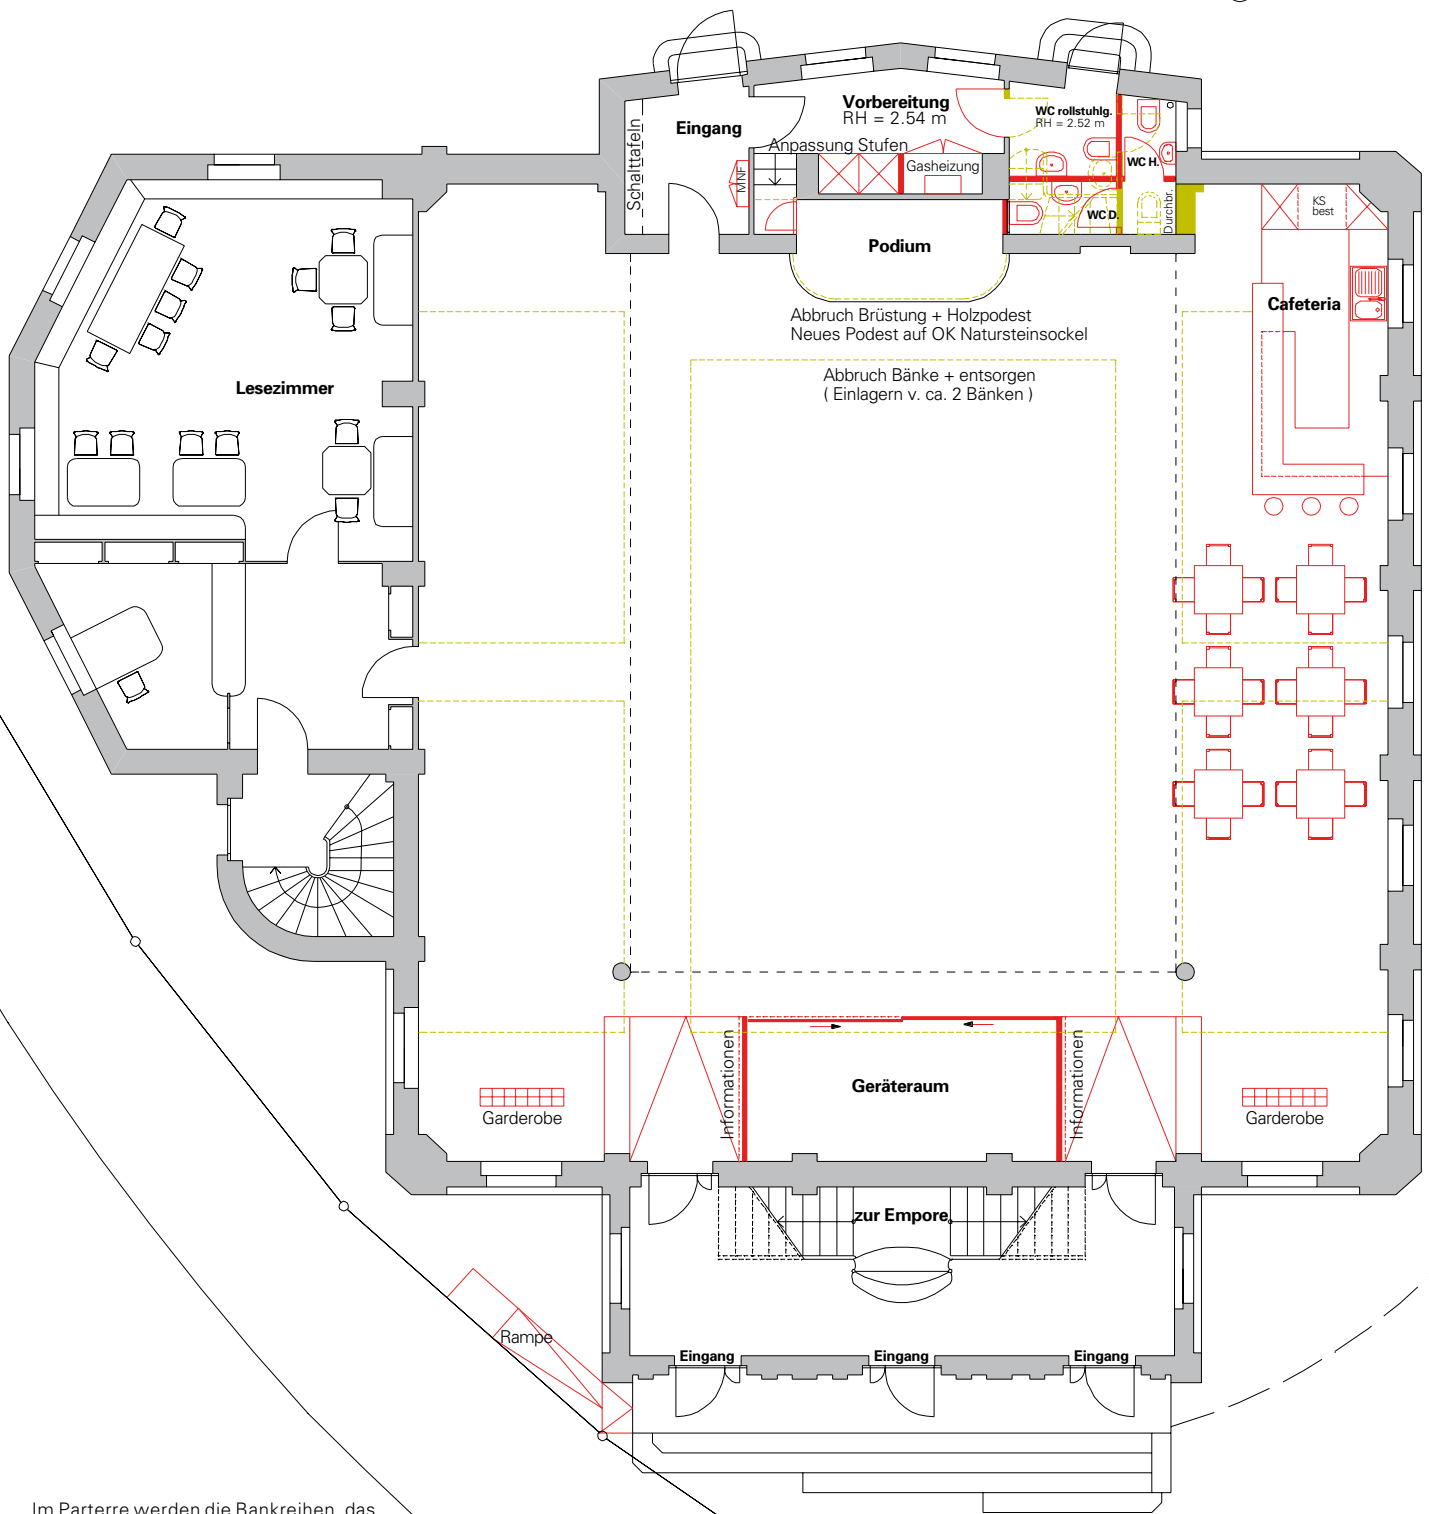 Schalttafeln
Eingang
Vorbereitung
RH = 2.54 m
WC rollstuhlg.
RH = 2.52 m
Anpassung Stufen
Gasheizung
MNF
WC H.
WC D.
Durchbr.
KS
best
Podium
Cafeteria
Abbruch Brüstung + Holzpodest
Neues Podest auf OK Natursteinsockel
Abbruch Bänke + entsorgen
( Einlagern v. ca. 2 Bänken )
Lesezimmer
Informationen
Geräteraum
Informationen
Garderobe
Garderobe
zur Empore
Rampe
Eingang
Eingang
Eingang
Im Parterre werden die Bankreihen, das